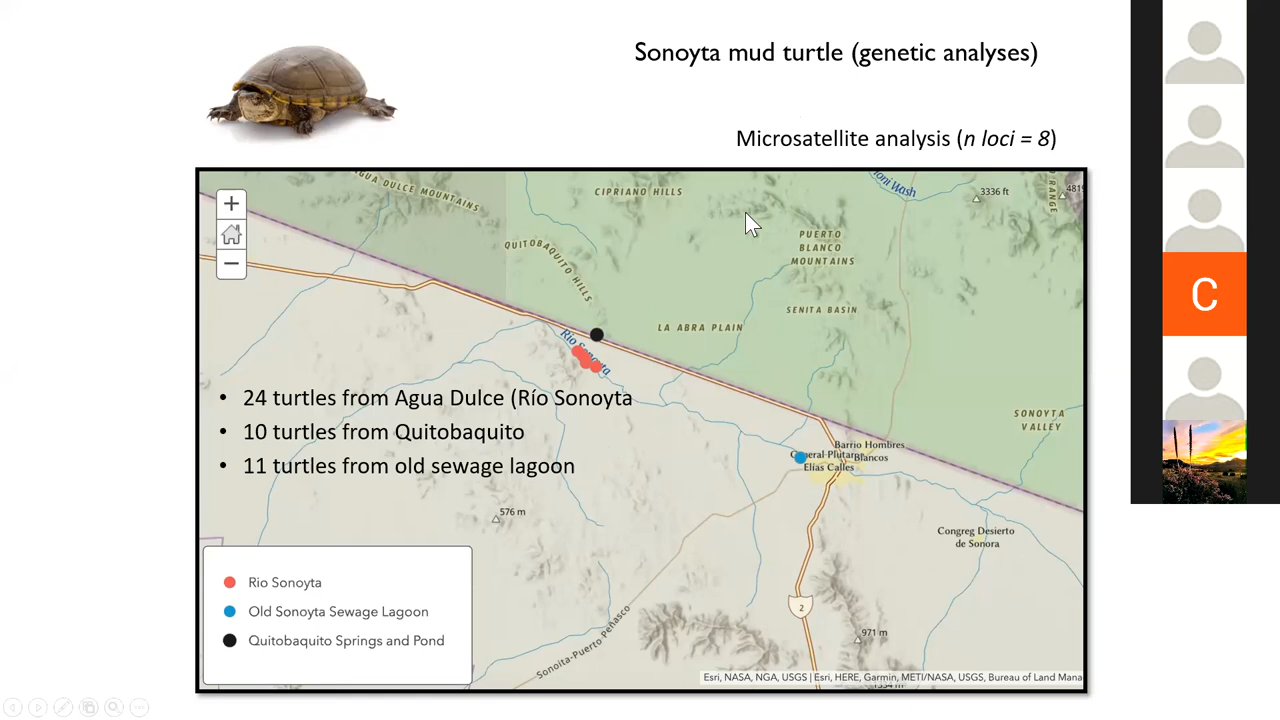 Sonoyta mud turtle (genetic analyses)
Microsatellite analysis (n loci = 8)
AGUA DULCE MOUNTAINS
CIPRIANO HILLS
3336 ft
4819
RANGE
QUITOBAQUITO HILLS
PUERTO
BLANCO
MOUNTAINS
SENITA BASIN
LA ABRA PLAIN
Rio Sonoyta
• 24 turtles from Agua Dulce (Río Sonoyta
• 10 turtles from Quitobaquito
• 11 turtles from old sewage lagoon
SONOYTA
VALLEY
Barrio Hombres
Blancos
General Plutarco
Elías Calles
576 m
Congreg Desierto
de Sonora
2
971 m
Sonoita-Puerto Peñasco
Rio Sonoyta
Old Sonoyta Sewage Lagoon
Quitobaquito Springs and Pond
Esri, NASA, NGA, USGS | Esri, HERE, Garmin, METI/NASA, USGS, Bureau of Land Mana
C